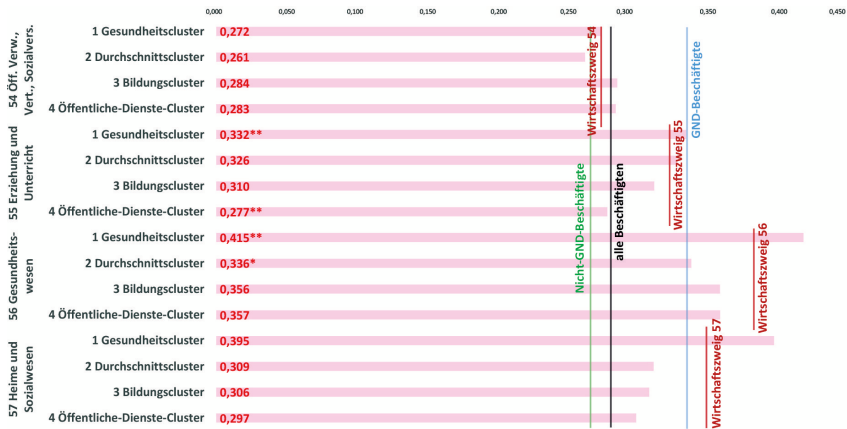 0,000 0,050 0,100 0,150 0,200 0,250 0,300 0,350 0,400 0,450
54 Öff. Verw.,
Vert., Sozialvers.
1 Gesundheitscluster 0,272
2 Durchschnittscluster 0,261
3 Bildungscluster 0,284
4 Öffentliche-Dienste-Cluster 0,283
Wirtschaftszweig 54
55 Erziehung und
Unterricht
1 Gesundheitscluster 0,332**
2 Durchschnittscluster 0,326
3 Bildungscluster 0,310
4 Öffentliche-Dienste-Cluster 0,277**
Wirtschaftszweig 55
56 Gesundheits-
wesen
1 Gesundheitscluster 0,415**
2 Durchschnittscluster 0,336*
3 Bildungscluster 0,356
4 Öffentliche-Dienste-Cluster 0,357
Wirtschaftszweig 56
57 Heime und
Sozialwesen
1 Gesundheitscluster 0,395
2 Durchschnittscluster 0,309
3 Bildungscluster 0,306
4 Öffentliche-Dienste-Cluster 0,297
Wirtschaftszweig 57
Nicht-GND-Beschäftigte
alle Beschäftigten
GND-Beschäftigte